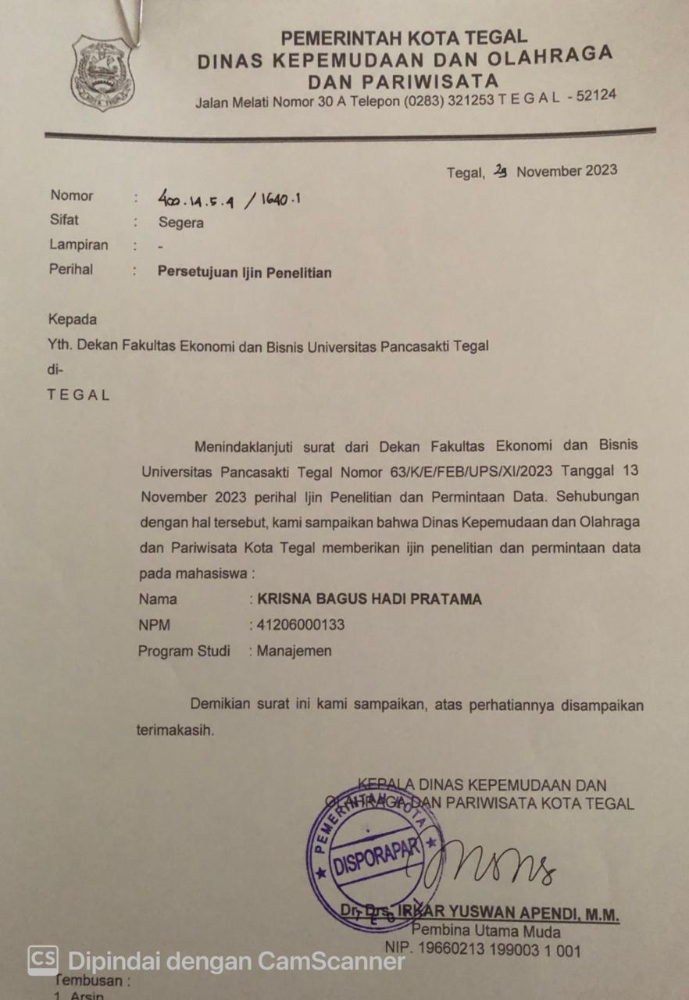 PEMERINTAH KOTA TEGAL
DINAS KEPEMUDAAN DAN OLAHRAGA
DAN PARIWISATA
Jalan Melati Nomor 30 A Telepon (0283) 321253 T E G A L - 52124
Tegal, 29 November 2023
Nomor : 400.14.5.4 / 1640.1
Sifat : Segera
Lampiran : -
Perihal : Persetujuan Ijin Penelitian
Kepada
Yth. Dekan Fakultas Ekonomi dan Bisnis Universitas Pancasakti Tegal
di-
T E G A L
Menindaklanjuti surat dari Dekan Fakultas Ekonomi dan Bisnis
Universitas Pancasakti Tegal Nomor 63/K/E/FEB/UPS/XI/2023 Tanggal 13
November 2023 perihal Ijin Penelitian dan Permintaan Data. Sehubungan
dengan hal tersebut, kami sampaikan bahwa Dinas Kepemudaan dan Olahraga
dan Pariwisata Kota Tegal memberikan ijin penelitian dan permintaan data
pada mahasiswa :
Nama : KRISNA BAGUS HADI PRATAMA
NPM : 41206000133
Program Studi : Manajemen
Demikian surat ini kami sampaikan, atas perhatiannya disampaikan
terimakasih.
KEPALA DINAS KEPEMUDAAN DAN
OLAHRAGA DAN PARIWISATA KOTA TEGAL
PEMERINTAH KOTA
DISPORAPAR
Dr. Drs. IRKAR YUSWAN APENDI, M.M.
Pembina Utama Muda
NIP. 19660213 199003 1 001
CS Dipindai dengan CamScanner
Tembusan :
1. Arsip